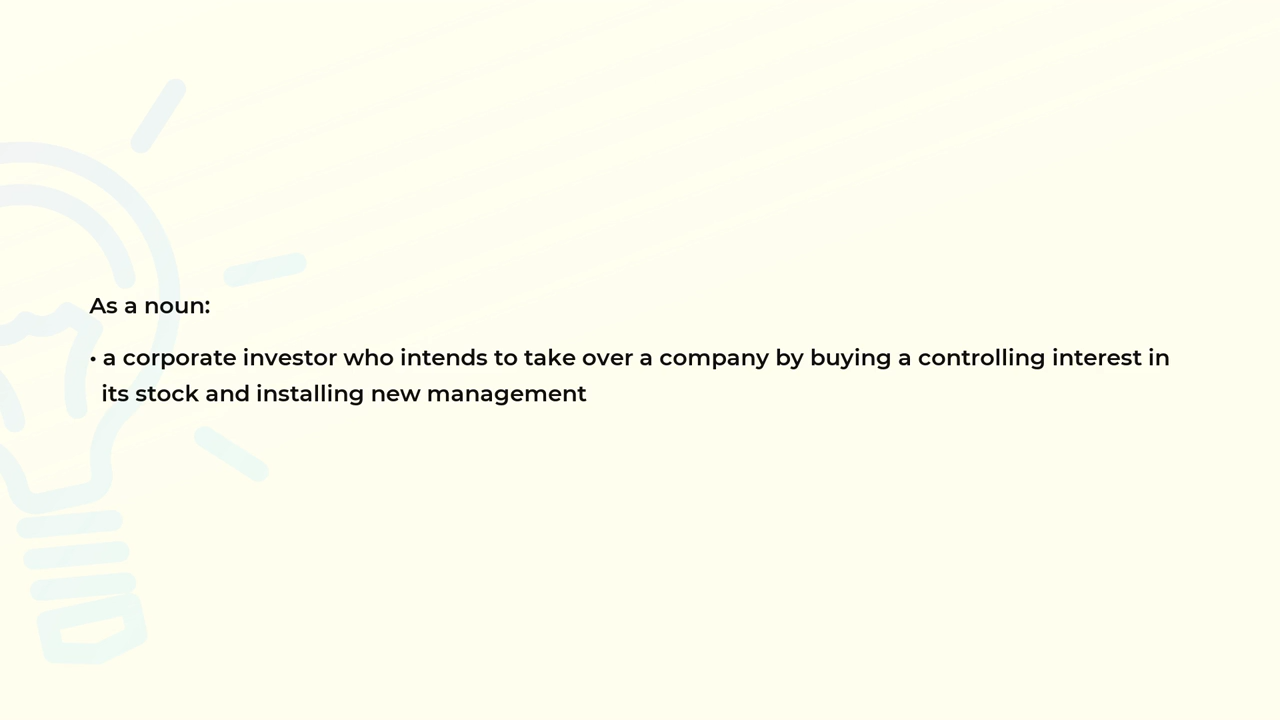 As a noun:
• a corporate investor who intends to take over a company by buying a controlling interest in
its stock and installing new management